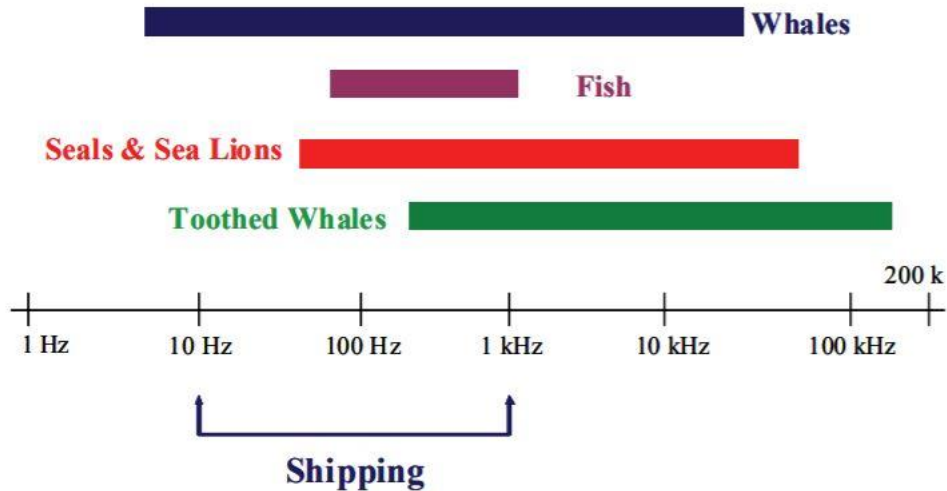 Whales
Fish
Seals & Sea Lions
Toothed Whales
200 k
1 Hz 10 Hz 100 Hz 1 kHz 10 kHz 100 kHz
Shipping